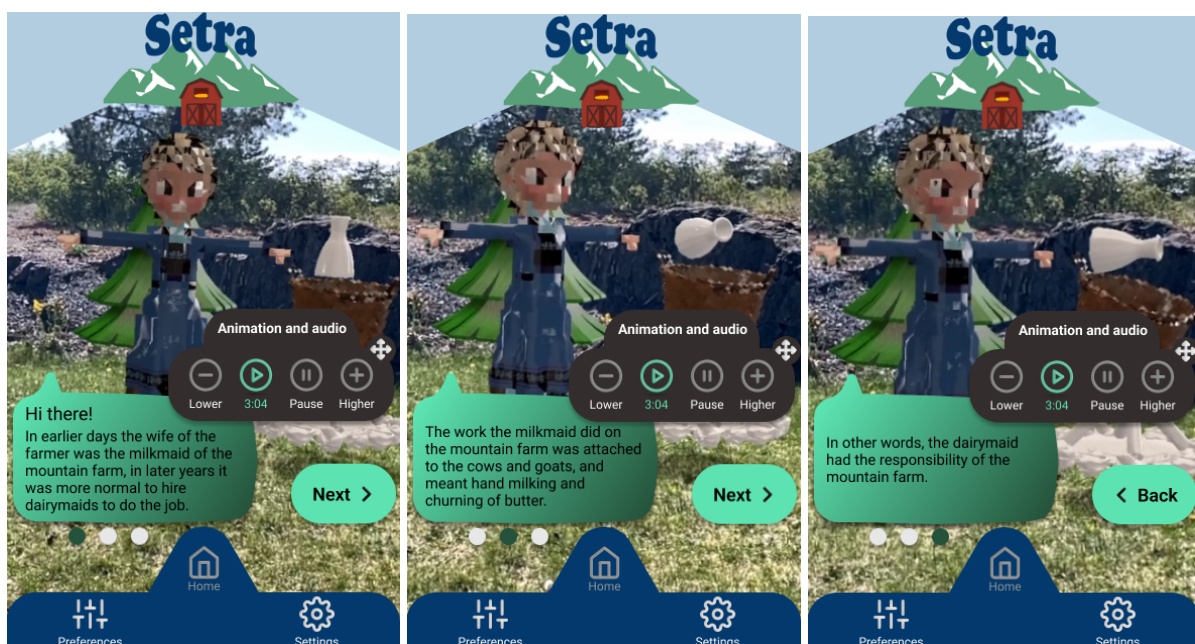 Setra
Animation and audio
Lower
3:04
Pause
Higher
Hi there!
In earlier days the wife of the
farmer was the milkmaid of the
mountain farm, in later years it
was more normal to hire
dairymaids to do the job.
Next
Home
Preferences
Settings
Setra
Animation and audio
Lower
3:04
Pause
Higher
The work the milkmaid did on
the mountain farm was attached
to the cows and goats, and
meant hand milking and
churning of butter.
Next
Home
Preferences
Settings
Setra
Animation and audio
Lower
3:04
Pause
Higher
In other words, the dairymaid
had the responsibility of the
mountain farm.
Back
Home
Preferences
Settings